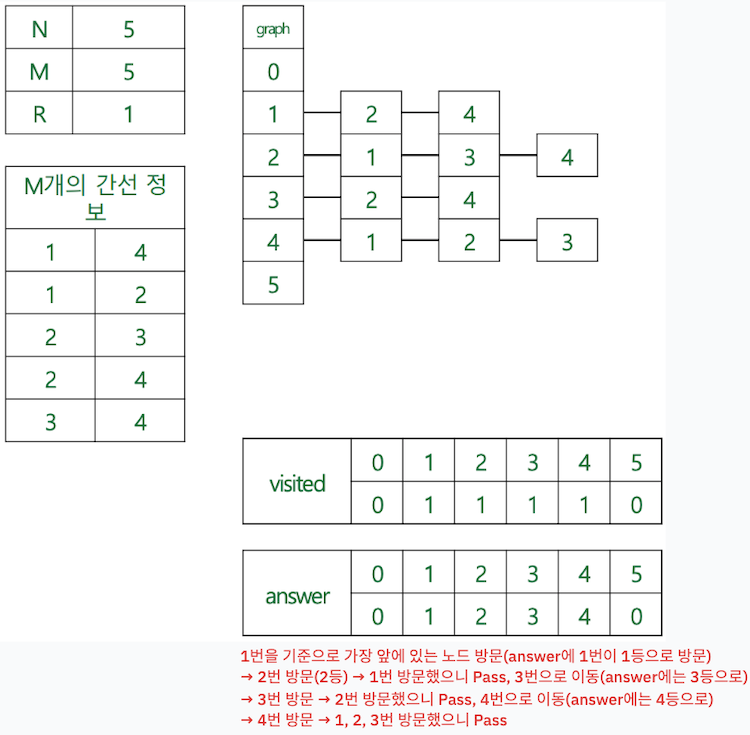 N 5
M 5
R 1
M개의 간선 정
보
1 4
1 2
2 3
2 4
3 4
graph
0
1 2 4
2 1 3 4
3 2 4
4 1 2 3
5
visited
0 1 2 3 4 5
0 1 1 1 1 0
answer
0 1 2 3 4 5
0 1 2 3 4 0
1번을 기준으로 가장 앞에 있는 노드 방문(answer에 1번이 1등으로 방문)
→ 2번 방문(2등) → 1번 방문했으니 Pass, 3번으로 이동(answer에는 3등으로)
→ 3번 방문 → 2번 방문했으니 Pass, 4번으로 이동(answer에는 4등으로)
→ 4번 방문 → 1, 2, 3번 방문했으니 Pass